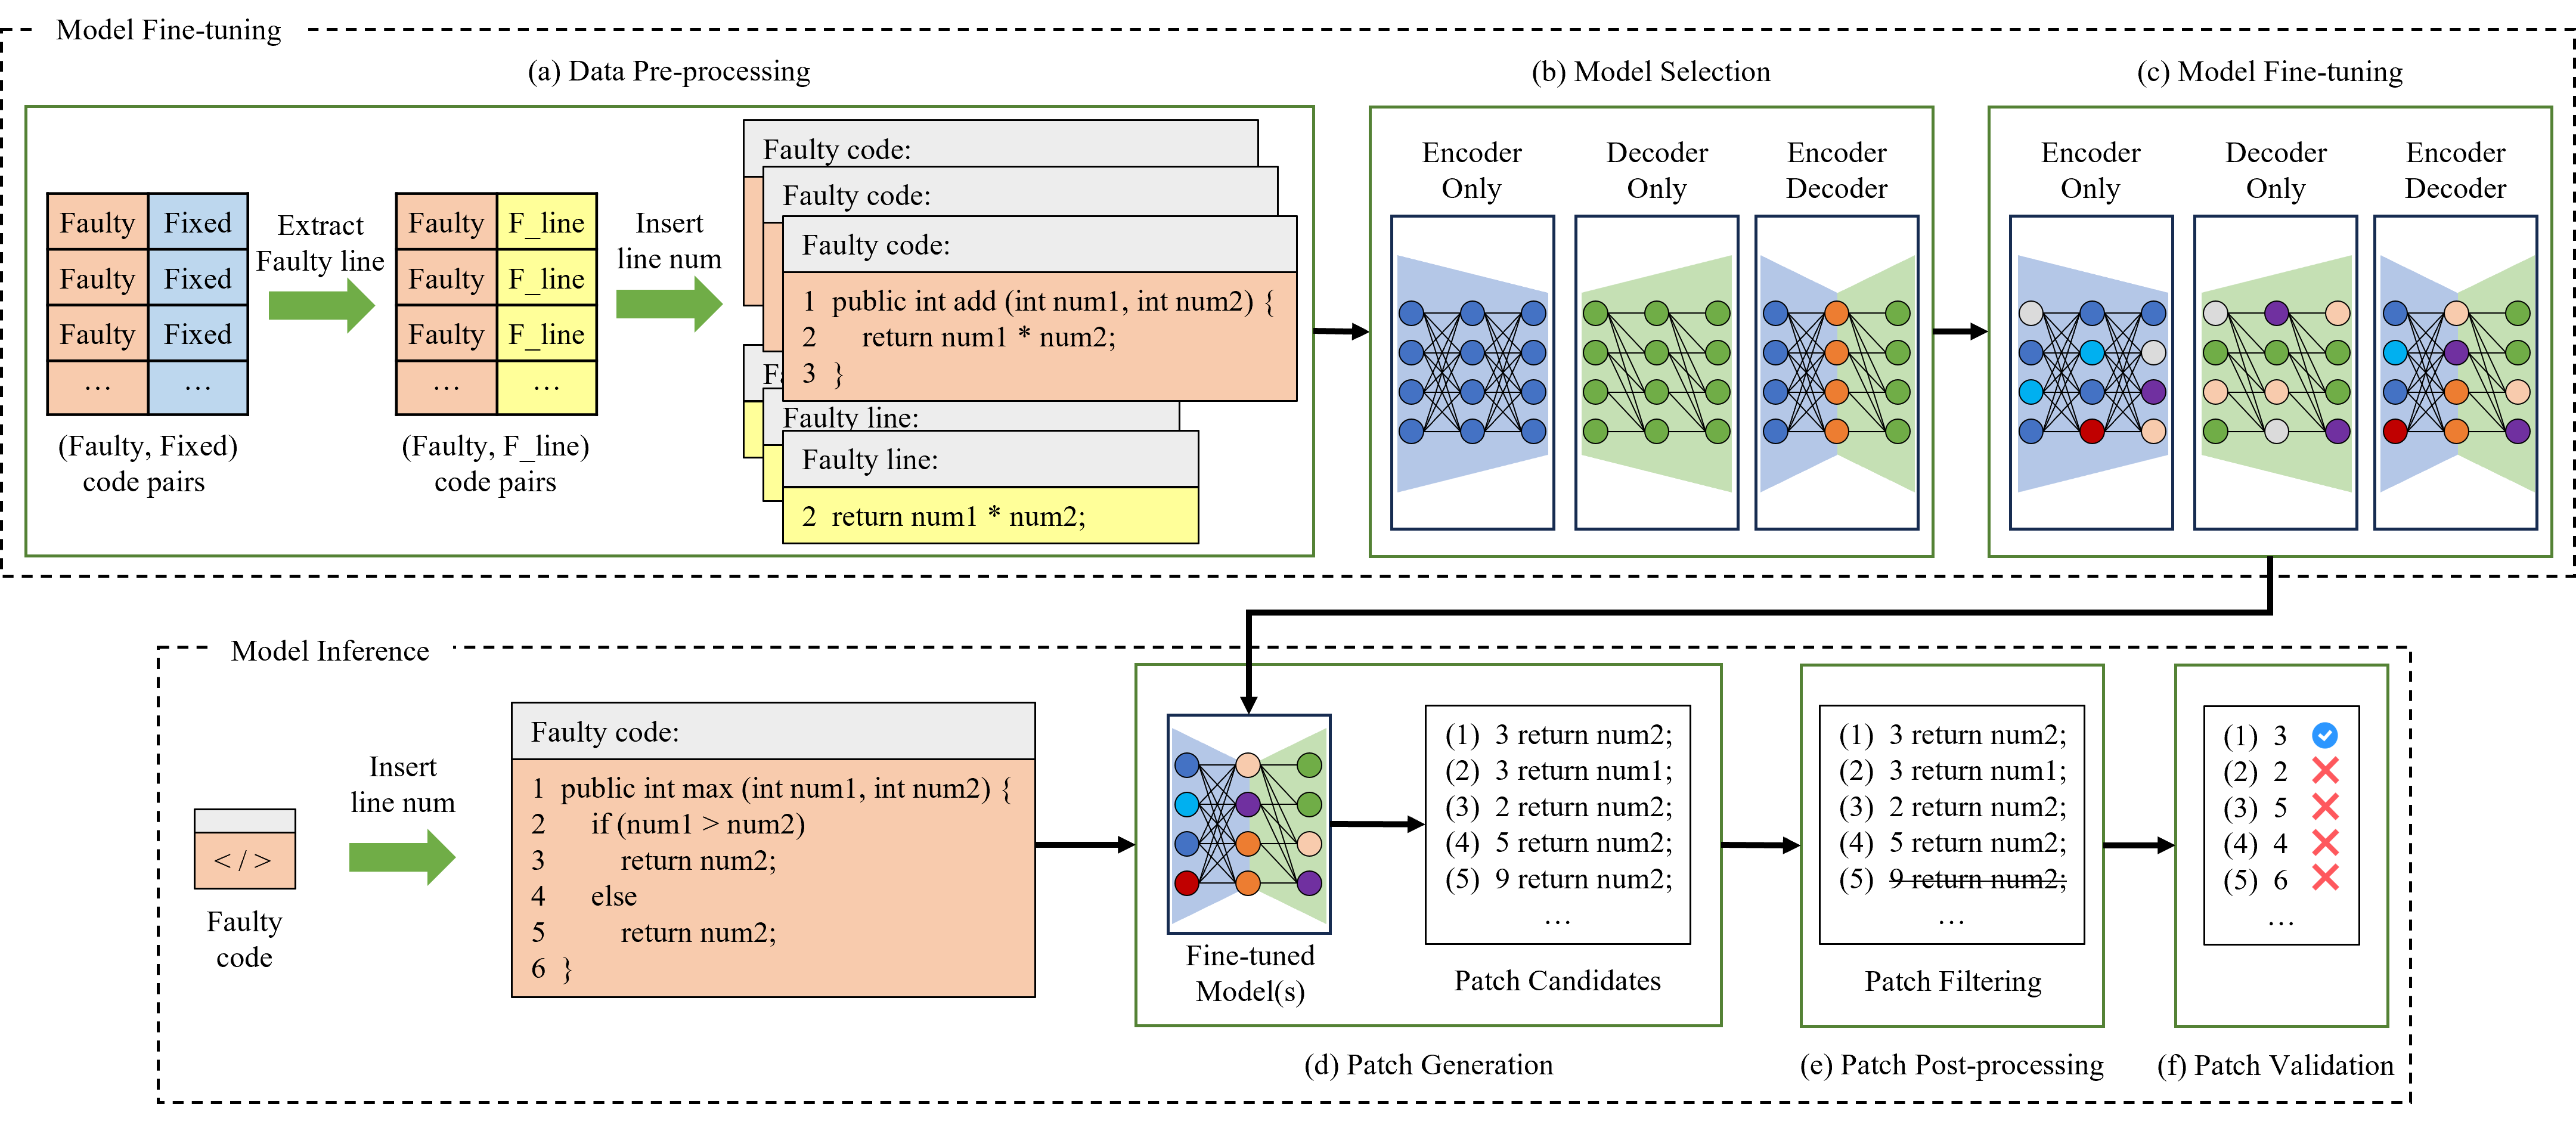 Model Fine-tuning
(a) Data Pre-processing
Faulty Fixed
Faulty Fixed
Faulty Fixed
… …
(Faulty, Fixed)
code pairs
Extract
Faulty line
Faulty F_line
Faulty F_line
Faulty F_line
… …
(Faulty, F_line)
code pairs
Insert
line num
Faulty code:
Faulty code:
Faulty code:
1 public int add (int num1, int num2) {
2 return num1 * num2;
3 }
Fa
Faulty line:
Faulty line:
2 return num1 * num2;
(b) Model Selection
Encoder
Only
Decoder
Only
Encoder
Decoder
(c) Model Fine-tuning
Encoder
Only
Decoder
Only
Encoder
Decoder
Model Inference
< / >
Faulty
code
Insert
line num
Faulty code:
1 public int max (int num1, int num2) {
2 if (num1 > num2)
3 return num2;
4 else
5 return num2;
6 }
Fine-tuned
Model(s)
(1) 3 return num2;
(2) 3 return num1;
(3) 2 return num2;
(4) 5 return num2;
(5) 9 return num2;
…
Patch Candidates
(d) Patch Generation
(1) 3 return num2;
(2) 3 return num1;
(3) 2 return num2;
(4) 5 return num2;
(5) 9 return num2;
…
Patch Filtering
(e) Patch Post-processing
(1) 3
(2) 2
(3) 5
(4) 4
(5) 6
…
(f) Patch Validation